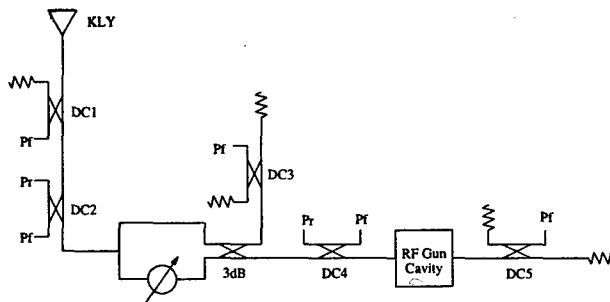 KLY
DC1
Pf
Pr
DC2
Pf
Pf
DC3
3dB
Pr
Pf
DC4
RF Gun
Cavity
Pf
DC5